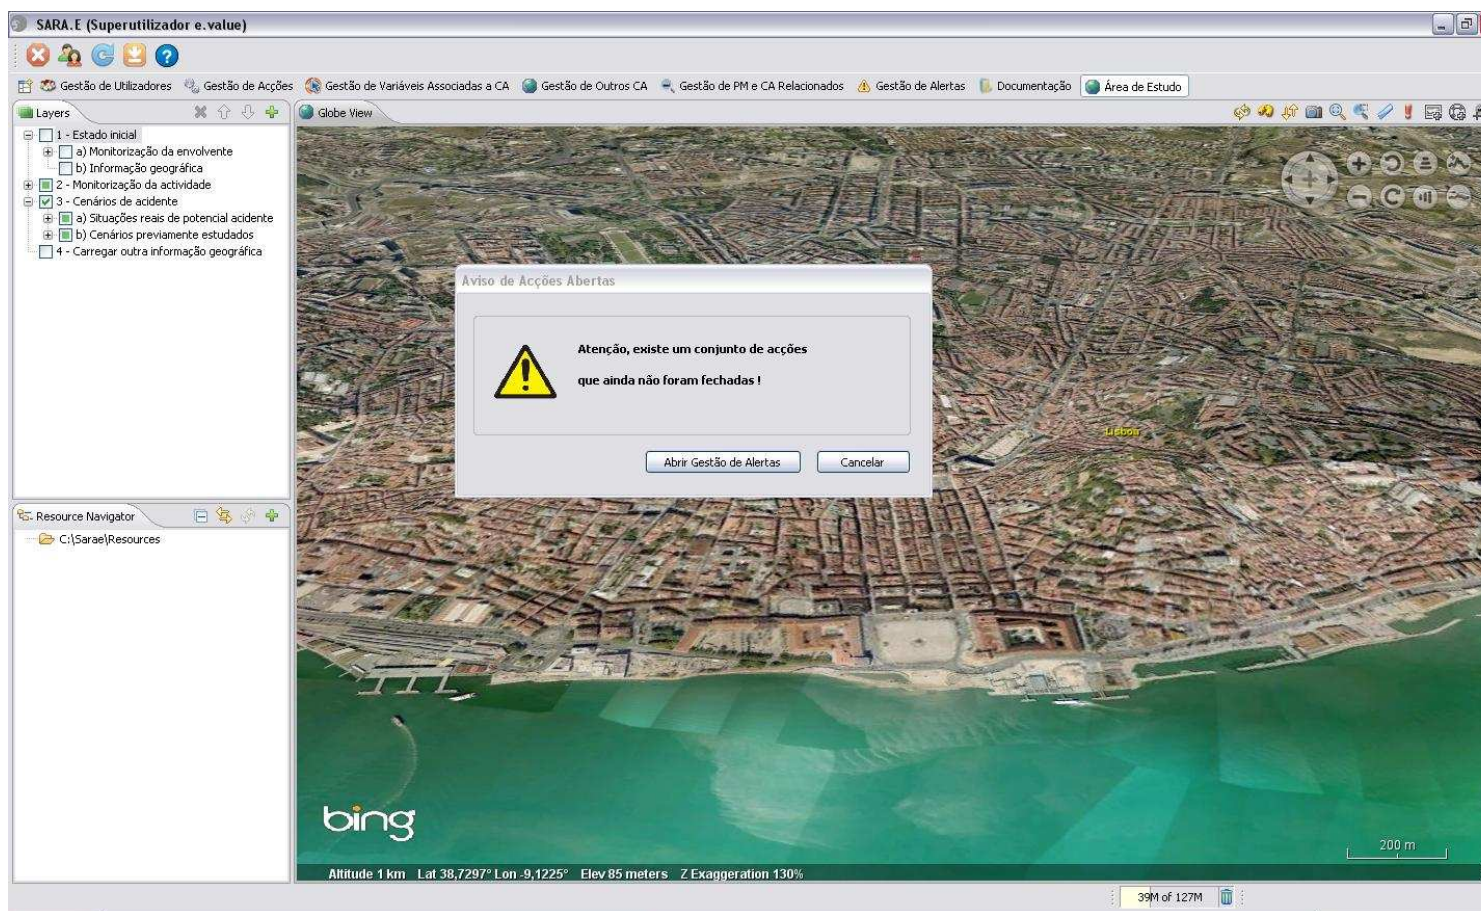 SARA.E (Superutilizador e.value)
Gestão de Utilizadores
Gestão de Acções
Gestão de Variáveis Associadas a CA
Gestão de Outros CA
Gestão de PM e CA Relacionados
Gestão de Alertas
Documentação
Área de Estudo
Layers
Globe View
1 - Estado inicial
a) Monitorização da envolvente
b) Informação geográfica
2 - Monitorização da actividade
3 - Cenários de acidente
a) Situações reais de potencial acidente
b) Cenários previamente estudados
4 - Carregar outra informação geográfica
Aviso de Acções Abertas
Atenção, existe um conjunto de acções
que ainda não foram fechadas !
Abrir Gestão de Alertas
Cancelar
Lisboa
Resource Navigator
C:\Sarae\Resources
bing
200 m
Altitude 1 km Lat 38,7297° Lon -9,1225° Elev 85 meters Z Exaggeration 130%
39M of 127M